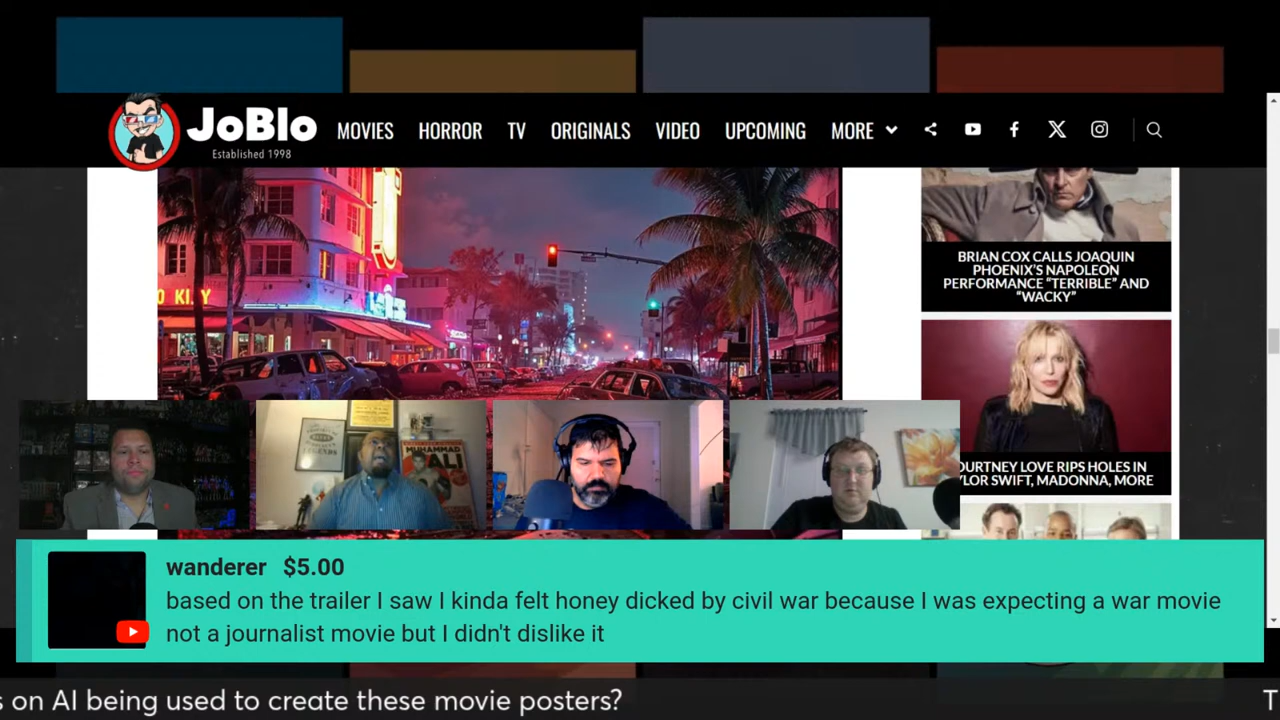 JoBlo
Established 1998
MOVIES HORROR TV ORIGINALS VIDEO UPCOMING MORE
BRIAN COX CALLS JOAQUIN
PHOENIX'S NAPOLEON
PERFORMANCE “TERRIBLE” AND
“WACKY”
OURTNEY LOVE RIPS HOLES IN
YLOR SWIFT, MADONNA, MORE
LEGENDS
MUHAMMAD
ALI
wanderer $5.00
based on the trailer I saw I kinda felt honey dicked by civil war because I was expecting a war movie
not a journalist movie but I didn't dislike it
s on AI being used to create these movie posters? T